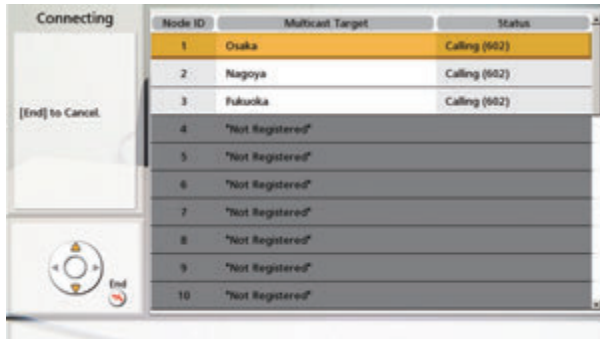 Connecting
Node ID Multicast Target Status
1 Osaka Calling (602)
2 Nagoya Calling (602)
3 Fukuoka Calling (602)
[End] to Cancel.
4 "Not Registered"
5 "Not Registered"
6 "Not Registered"
7 "Not Registered"
8 "Not Registered"
9 "Not Registered"
10 "Not Registered"
End